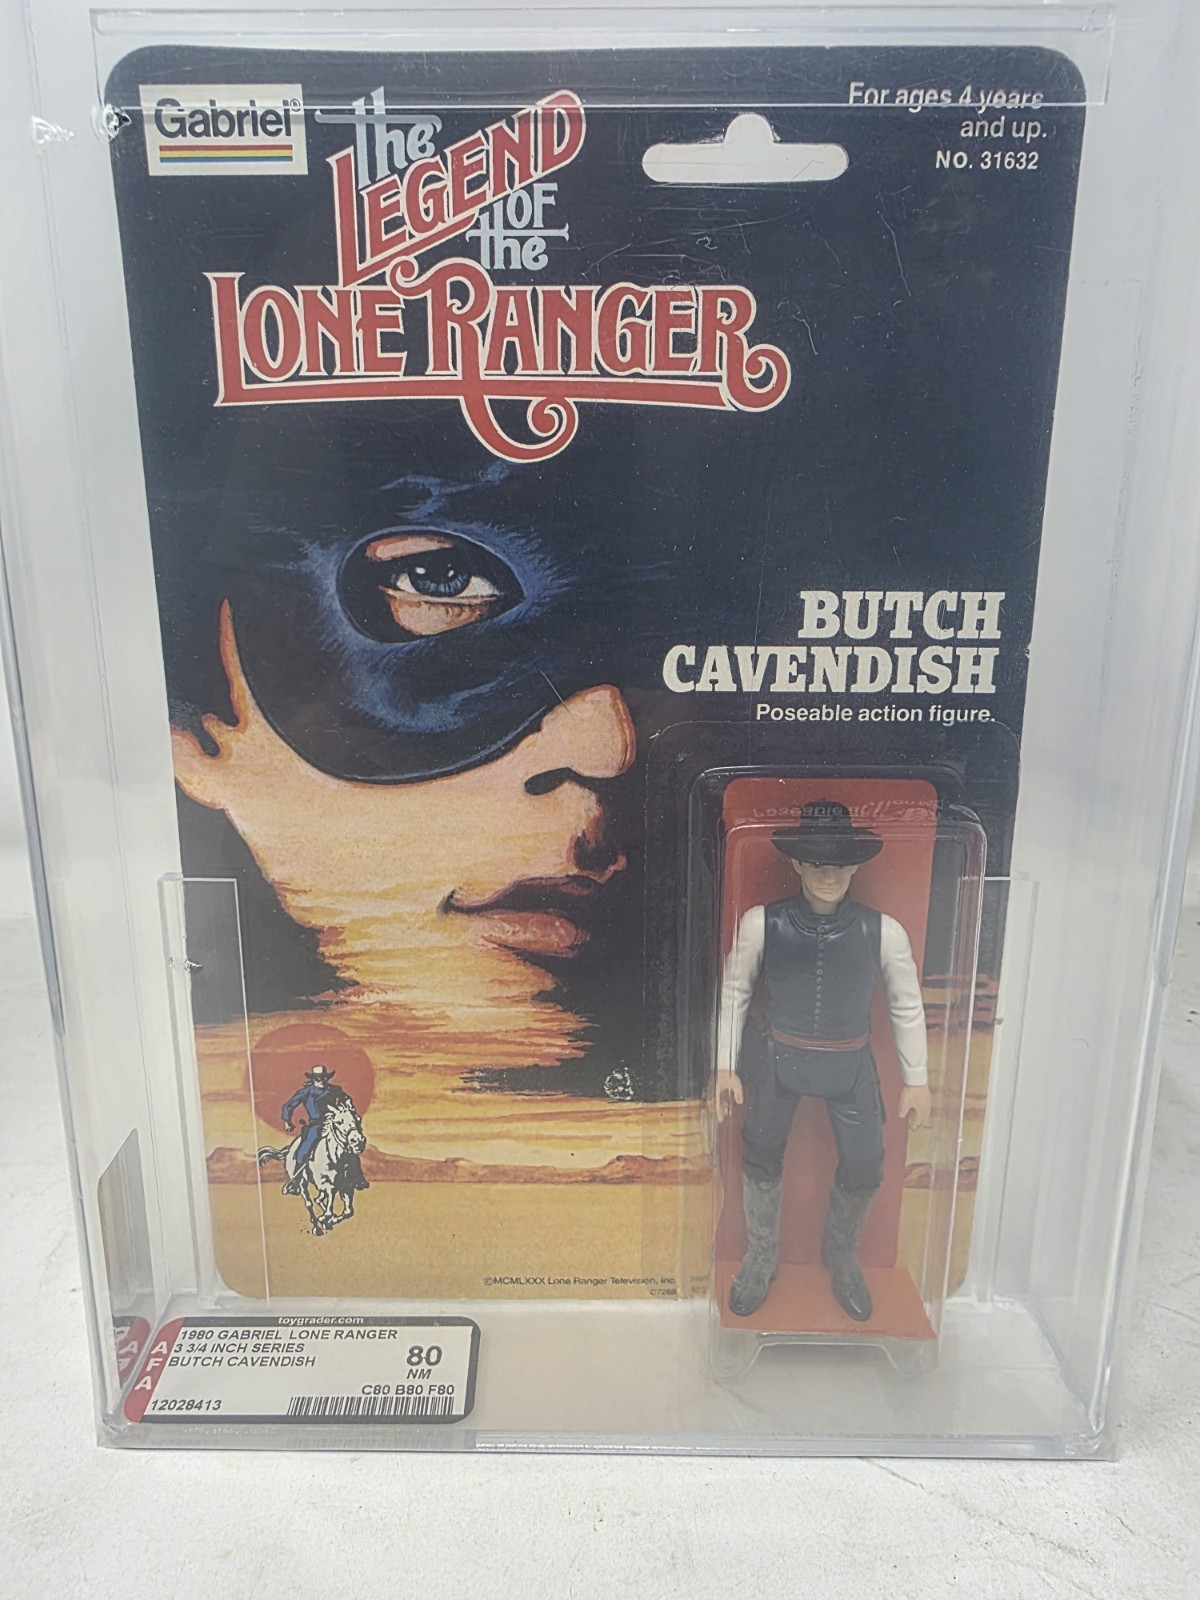 Gabriel®
the
LEGEND
OF
the
LONE RANGER
For ages 4 years
and up.
NO. 31632
BUTCH
CAVENDISH
Poseable action figure.
©MCMLXXX Lone Ranger Television, Inc.
toygrader.com
AFA
1980 GABRIEL LONE RANGER
3 3/4 INCH SERIES
BUTCH CAVENDISH
80
NM
C80 B80 F80
12028413